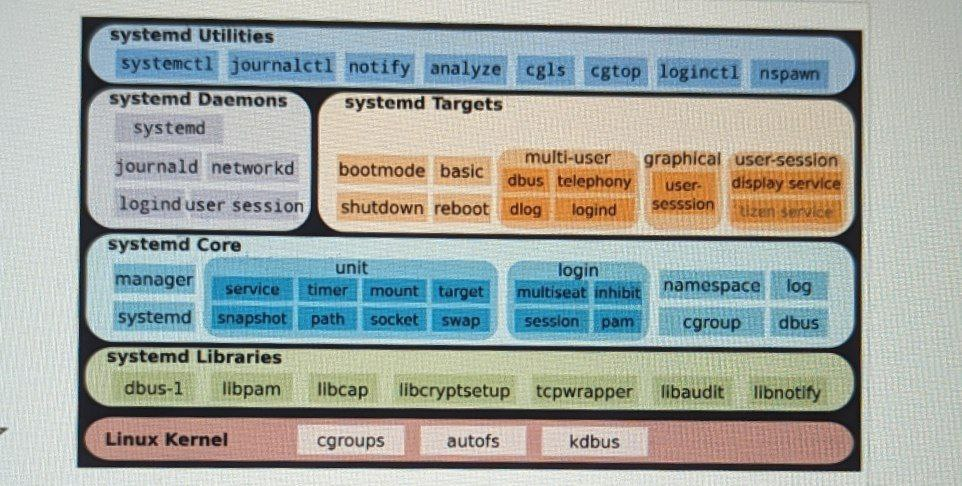 systemd Utilities
systemctl journalctl notify analyze cgls cgtop loginctl nspawn
systemd Daemons
systemd
journald networkd
logind user session
systemd Targets
bootmode basic
shutdown reboot
multi-user
dbus telephony
dlog logind
graphical
user-
sesssion
user-session
display service
tizen service
systemd Core
manager
systemd
unit
service timer mount target
snapshot path socket swap
login
multiseat inhibit
session pam
namespace log
cgroup dbus
systemd Libraries
dbus-1 libpam libcap libcryptsetup tcpwrapper libaudit libnotify
Linux Kernel cgroups autofs kdbus